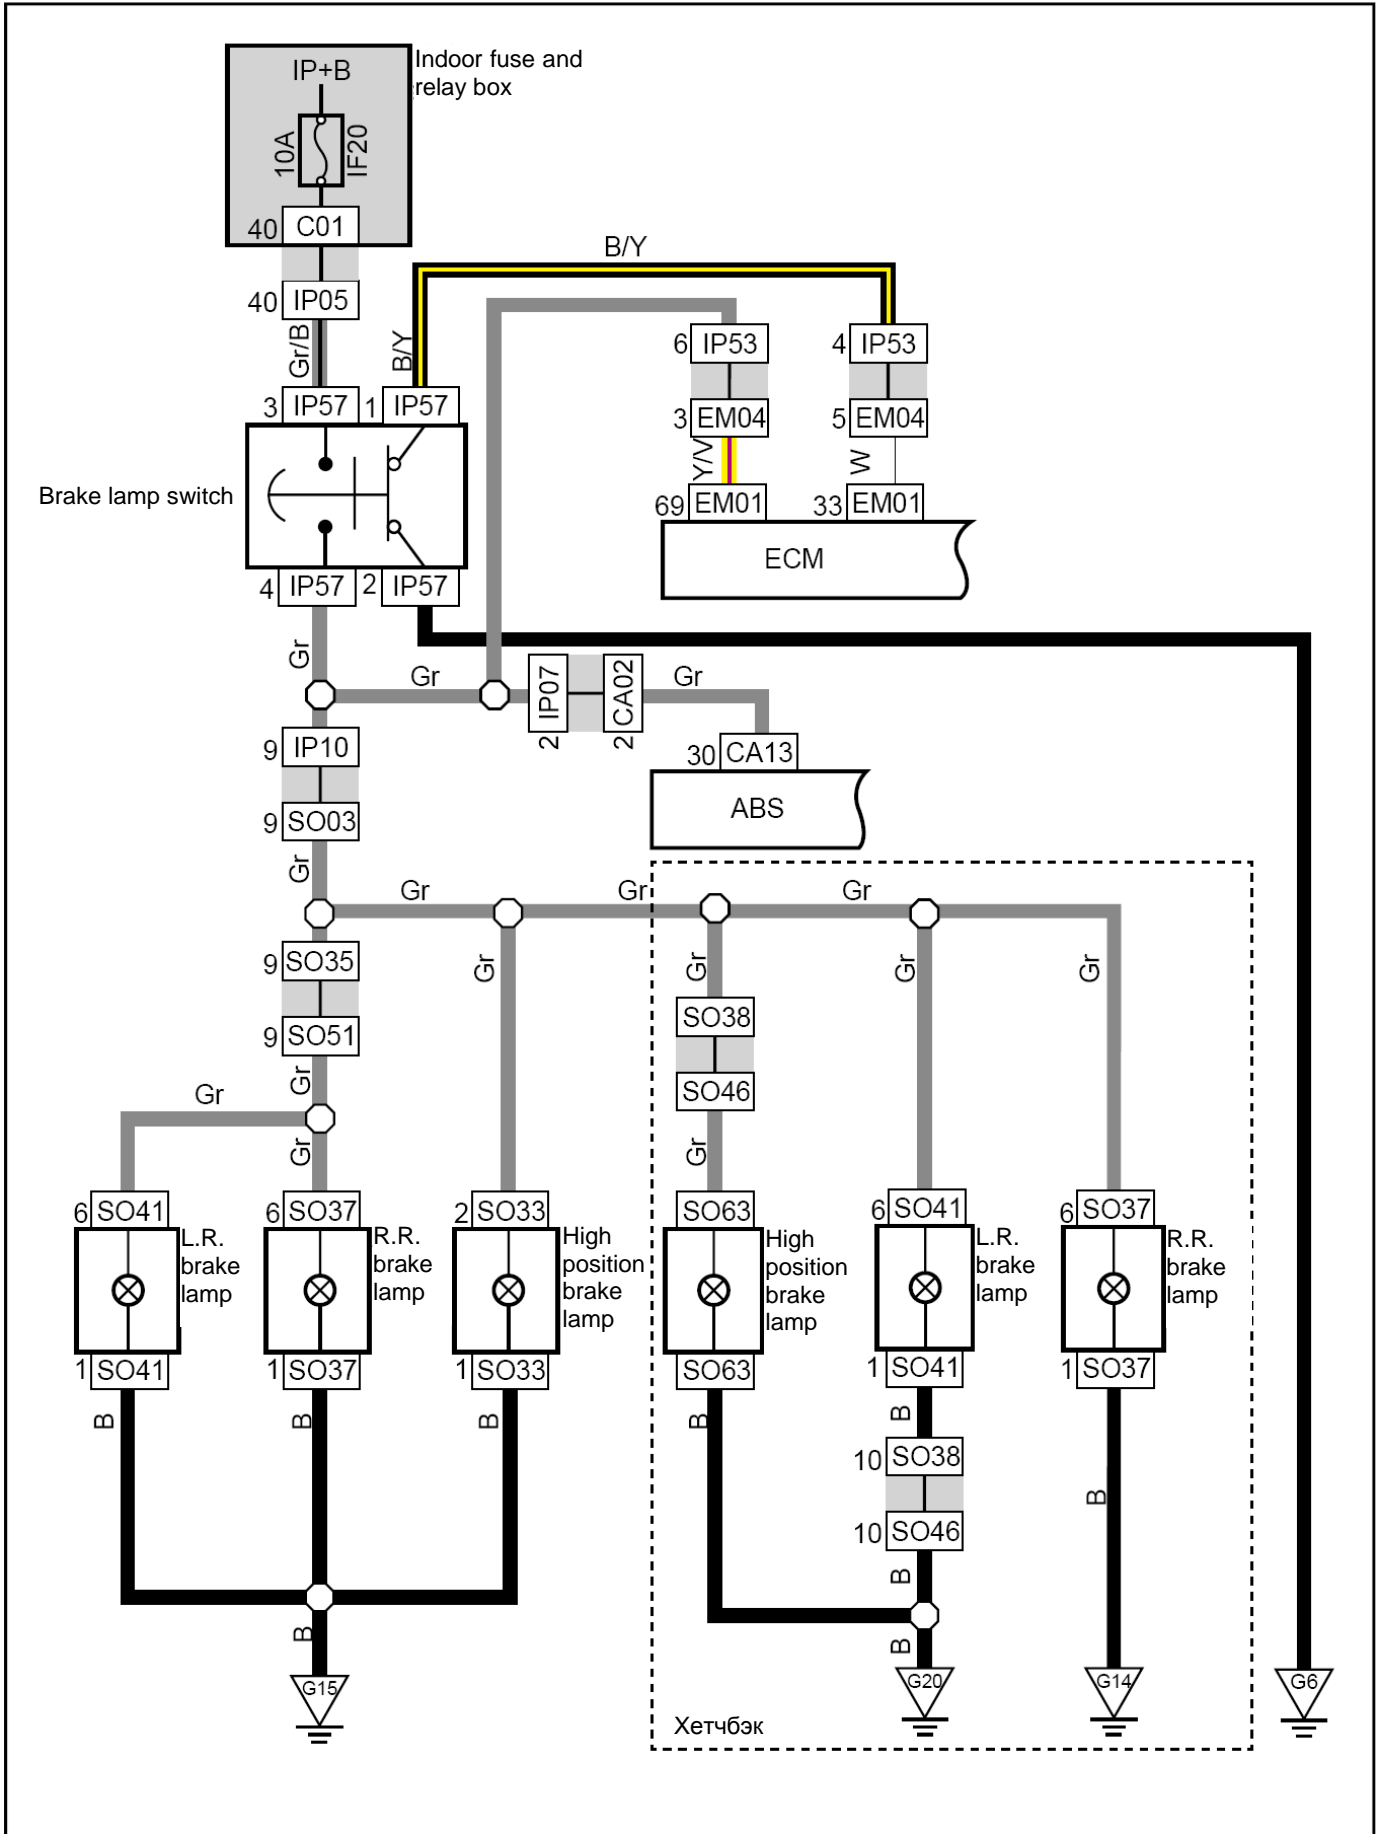 IP+B
Indoor fuse and
relay box
10A
IF20
40
C01
40
IP05
B/Y
Gr/B
B/Y
6
IP53
4
IP53
3
IP57
1
IP57
3
EM04
5
EM04
Y/V
W
Brake lamp switch
69
EM01
33
EM01
ECM
4
IP57
2
IP57
Gr
Gr
IP07
2
CA02
2
Gr
9
IP10
30
CA13
ABS
9
SO03
Gr
Gr
Gr
Gr
9
SO35
Gr
Gr
Gr
Gr
SO38
9
SO51
SO46
Gr
Gr
Gr
Gr
6
SO41
6
SO37
2
SO33
SO63
6
SO41
6
SO37
L.R.
brake
lamp
R.R.
brake
lamp
High
position
brake
lamp
High
position
brake
lamp
L.R.
brake
lamp
R.R.
brake
lamp
1
SO41
1
SO37
1
SO33
SO63
1
SO41
1
SO37
B
B
B
B
B
10
SO38
B
10
SO46
B
B
B
G15
G20
G14
G6
Хетчбэк